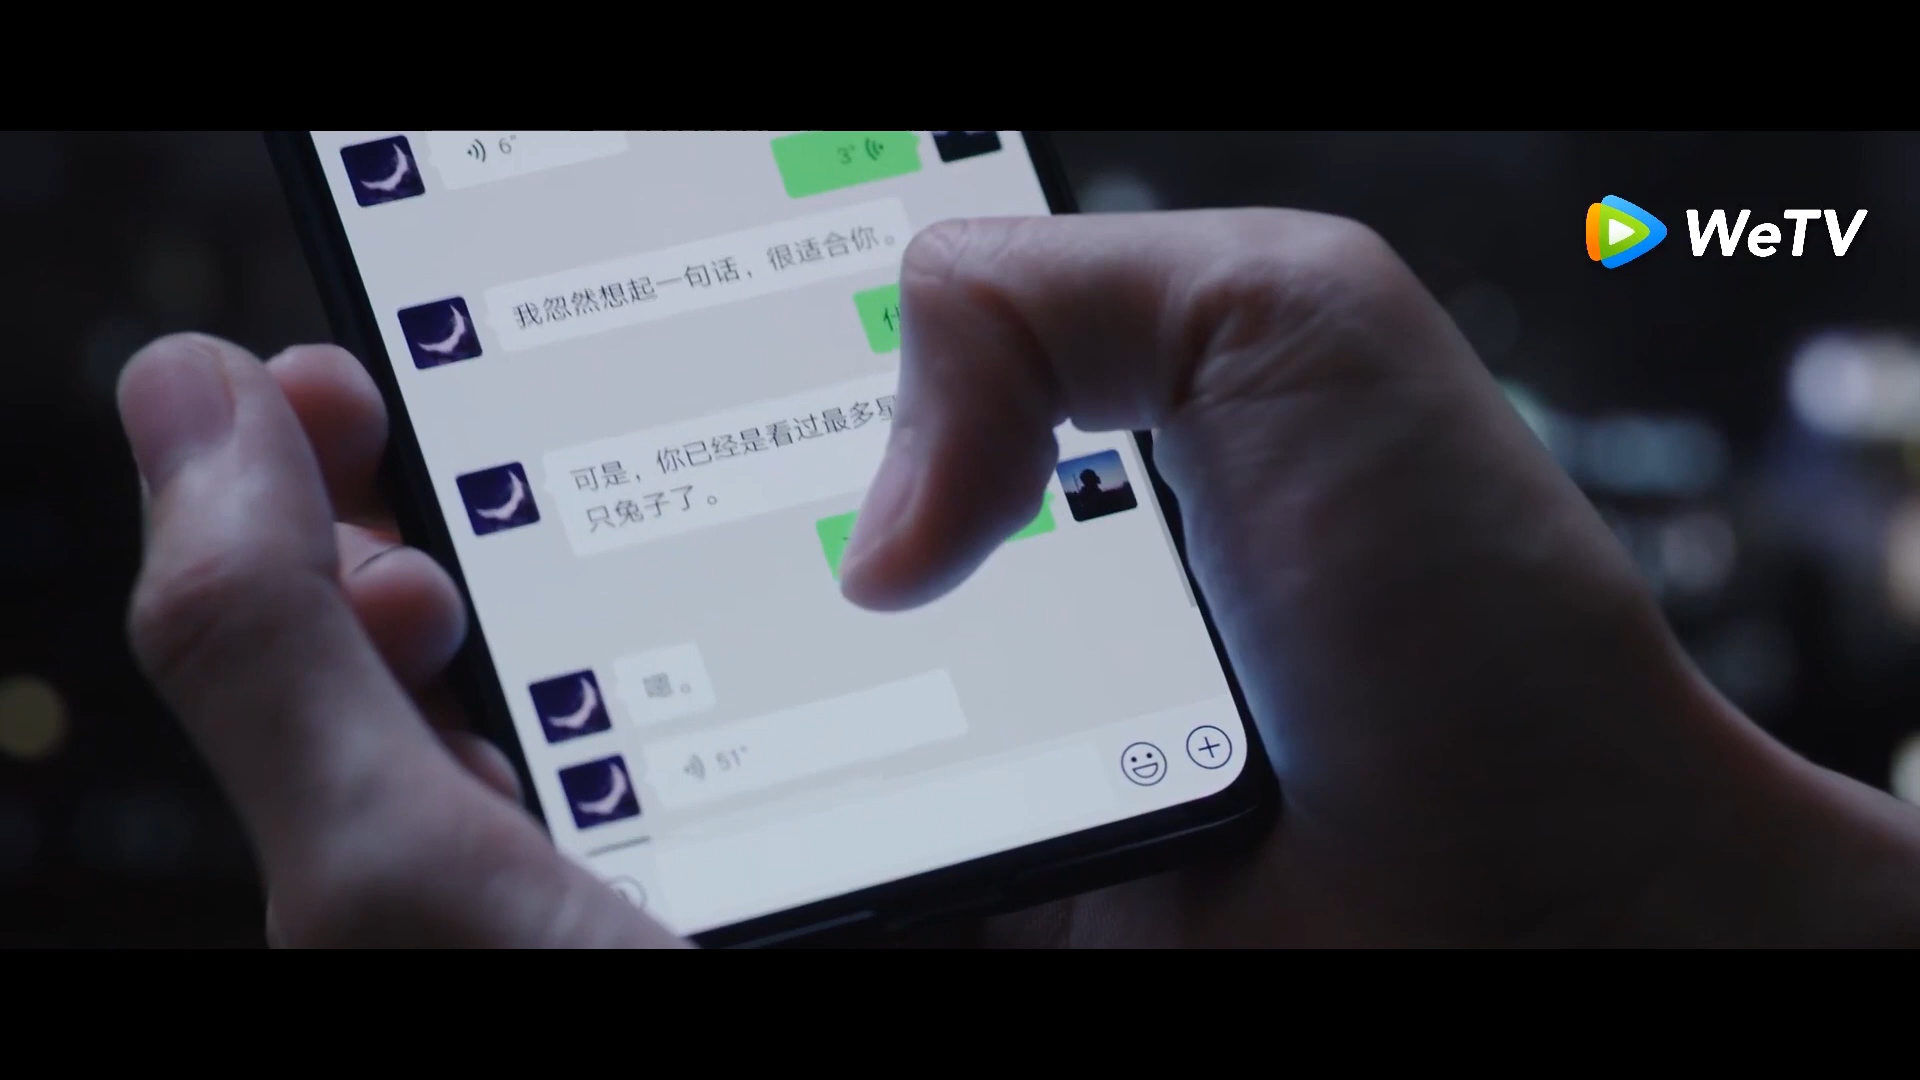 6"
3"
WeTV
我忽然想起一句话，很适合你。
可是，你已经是看过最多
只兔子了。
嗯。
51"